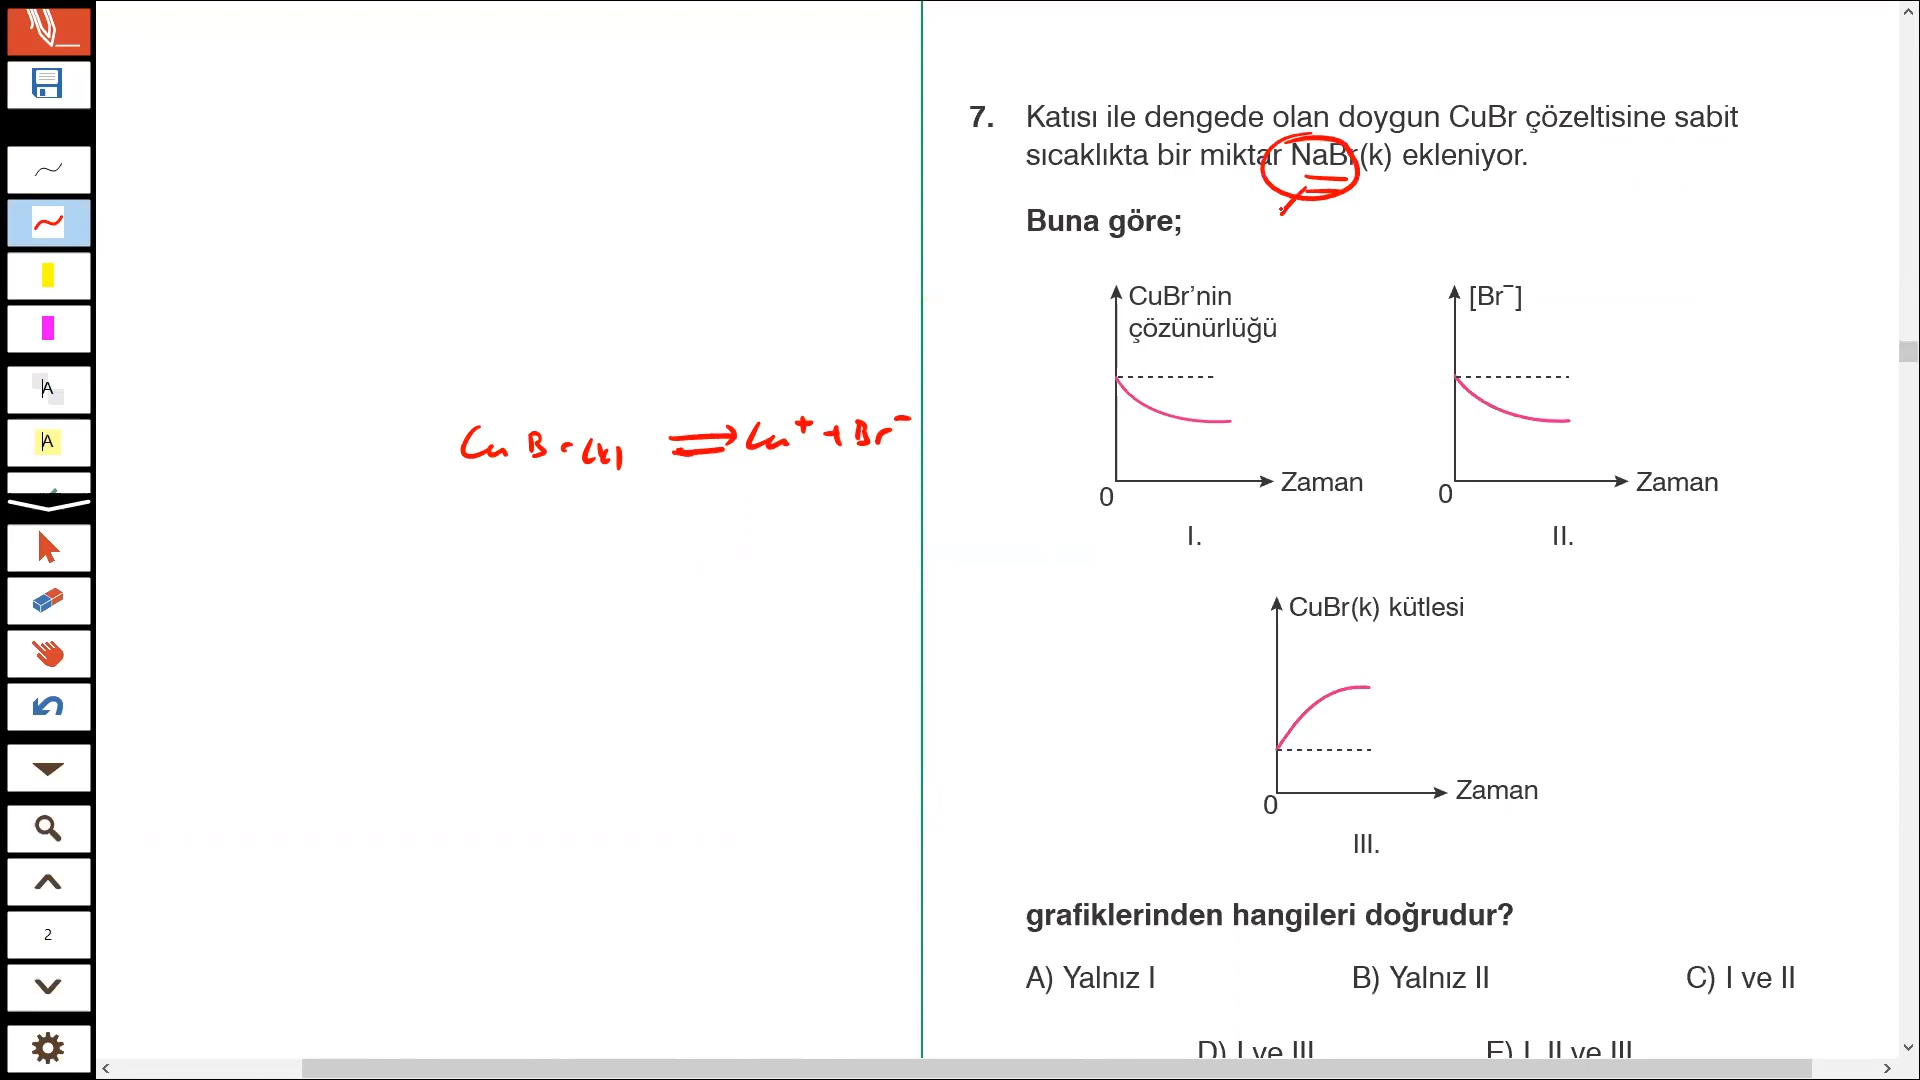 7. Katısı ile dengede olan doygun CuBr çözeltisine sabit
sıcaklıkta bir miktar NaBr(k) ekleniyor.
Buna göre;
CuBr’nin
çözünürlüğü
0
Zaman
I.
[Br⁻]
0
Zaman
II.
CuBr(k) kütlesi
0
Zaman
III.
CuBr(k) ⇌ Cu⁺ + Br⁻
grafiklerinden hangileri doğrudur?
A) Yalnız I B) Yalnız II C) I ve II
D) I ve III E) I, II ve III
A
A
2